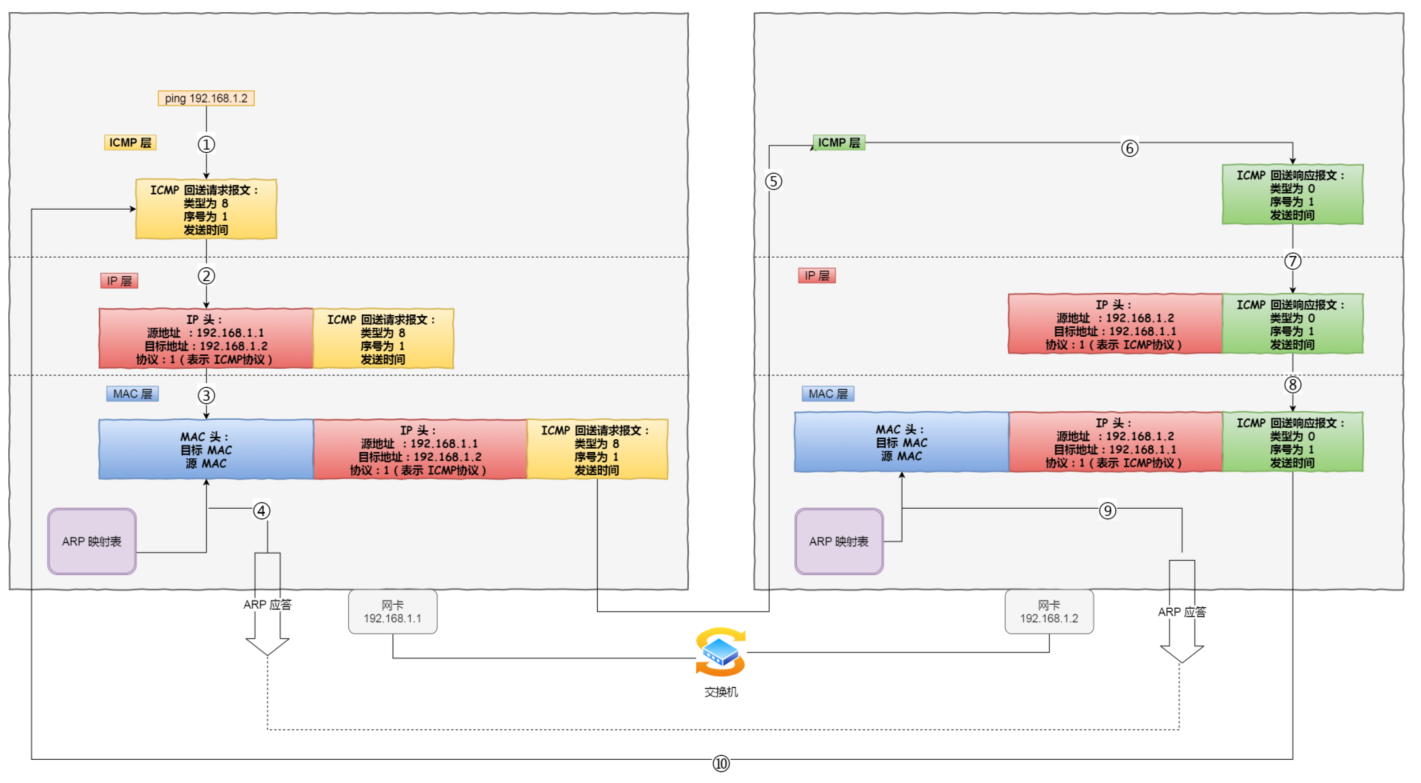 ping 192.168.1.2
ICMP 层
①
ICMP 回送请求报文：
类型为 8
序号为 1
发送时间
IP 层
②
IP 头：
源地址 ：192.168.1.1
目标地址：192.168.1.2
协议：1（表示 ICMP协议）
ICMP 回送请求报文：
类型为 8
序号为 1
发送时间
MAC 层
③
MAC 头：
目标 MAC
源 MAC
IP 头：
源地址 ：192.168.1.1
目标地址：192.168.1.2
协议：1（表示 ICMP协议）
ICMP 回送请求报文：
类型为 8
序号为 1
发送时间
④
ARP 映射表
ARP 应答
网卡
192.168.1.1
交换机
⑤
ICMP 层
⑥
ICMP 回送响应报文：
类型为 0
序号为 1
发送时间
IP 层
⑦
IP 头：
源地址 ：192.168.1.2
目标地址：192.168.1.1
协议：1（表示 ICMP协议）
ICMP 回送响应报文：
类型为 0
序号为 1
发送时间
MAC 层
⑧
MAC 头：
目标 MAC
源 MAC
IP 头：
源地址 ：192.168.1.2
目标地址：192.168.1.1
协议：1（表示 ICMP协议）
ICMP 回送响应报文：
类型为 0
序号为 1
发送时间
⑨
ARP 映射表
ARP 应答
网卡
192.168.1.2
⑩